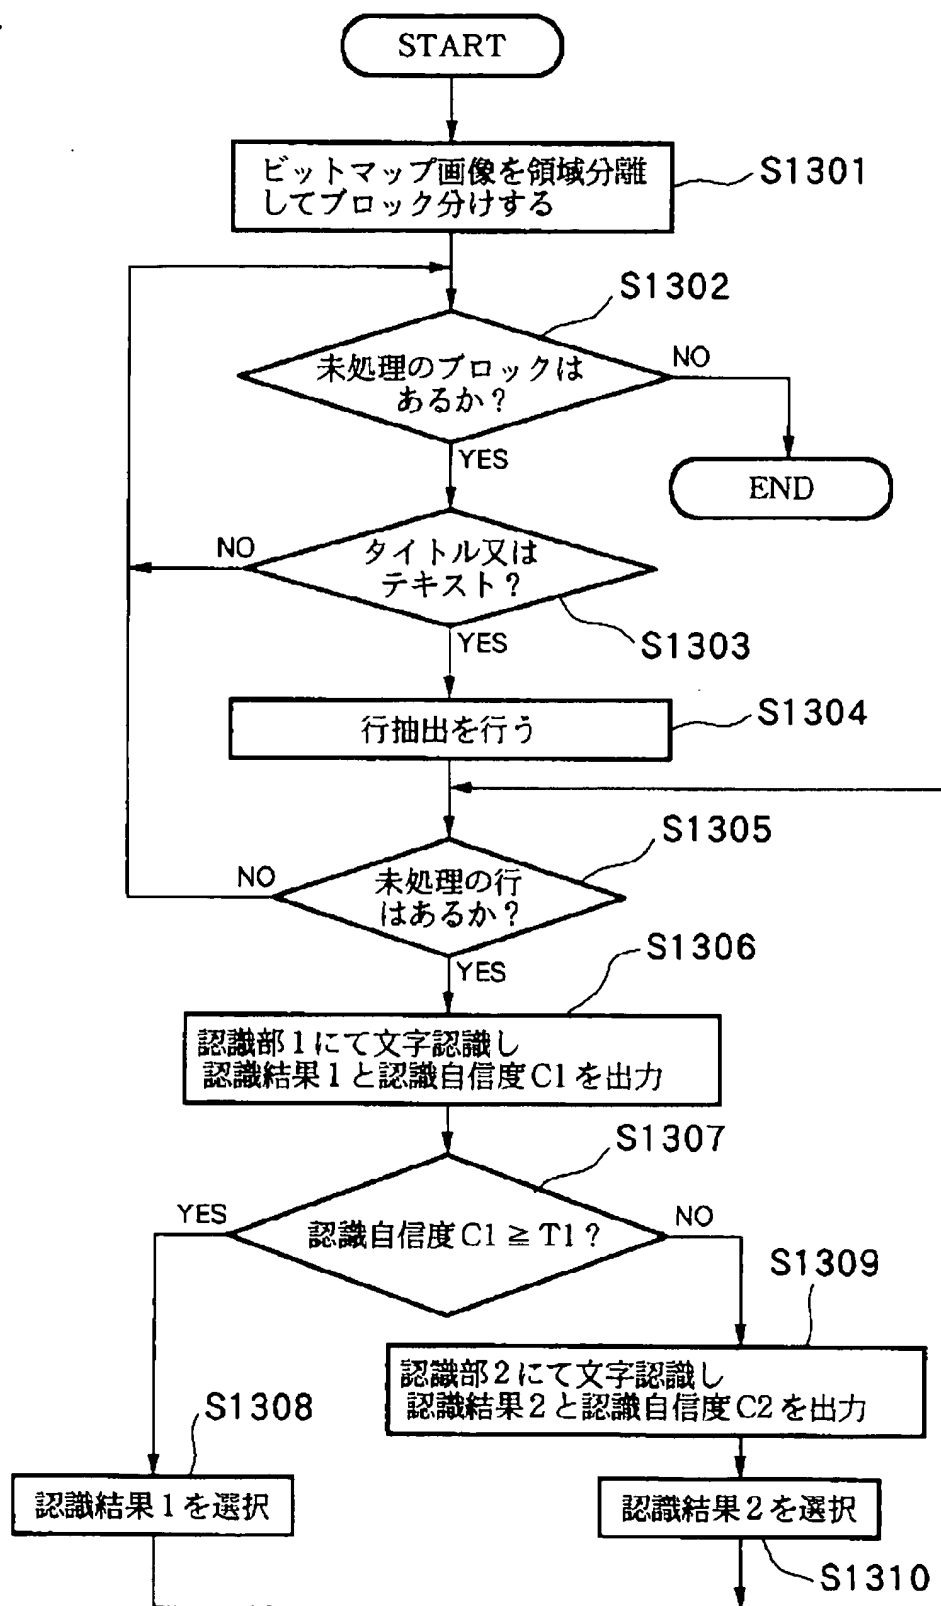 START
ビットマップ画像を領域分離
してブロック分けする
S1301
S1302
未処理のブロックは
あるか?
NO
YES
END
タイトル又は
テキスト?
NO
YES
S1303
行抽出を行う
S1304
S1305
未処理の行
はあるか?
NO
YES
S1306
認識部1にて文字認識し
認識結果1と認識自信度C1を出力
S1307
YES
認識自信度C1≧T1?
NO
S1309
認識部2にて文字認識し
認識結果2と認識自信度C2を出力
S1308
認識結果1を選択
認識結果2を選択
S1310